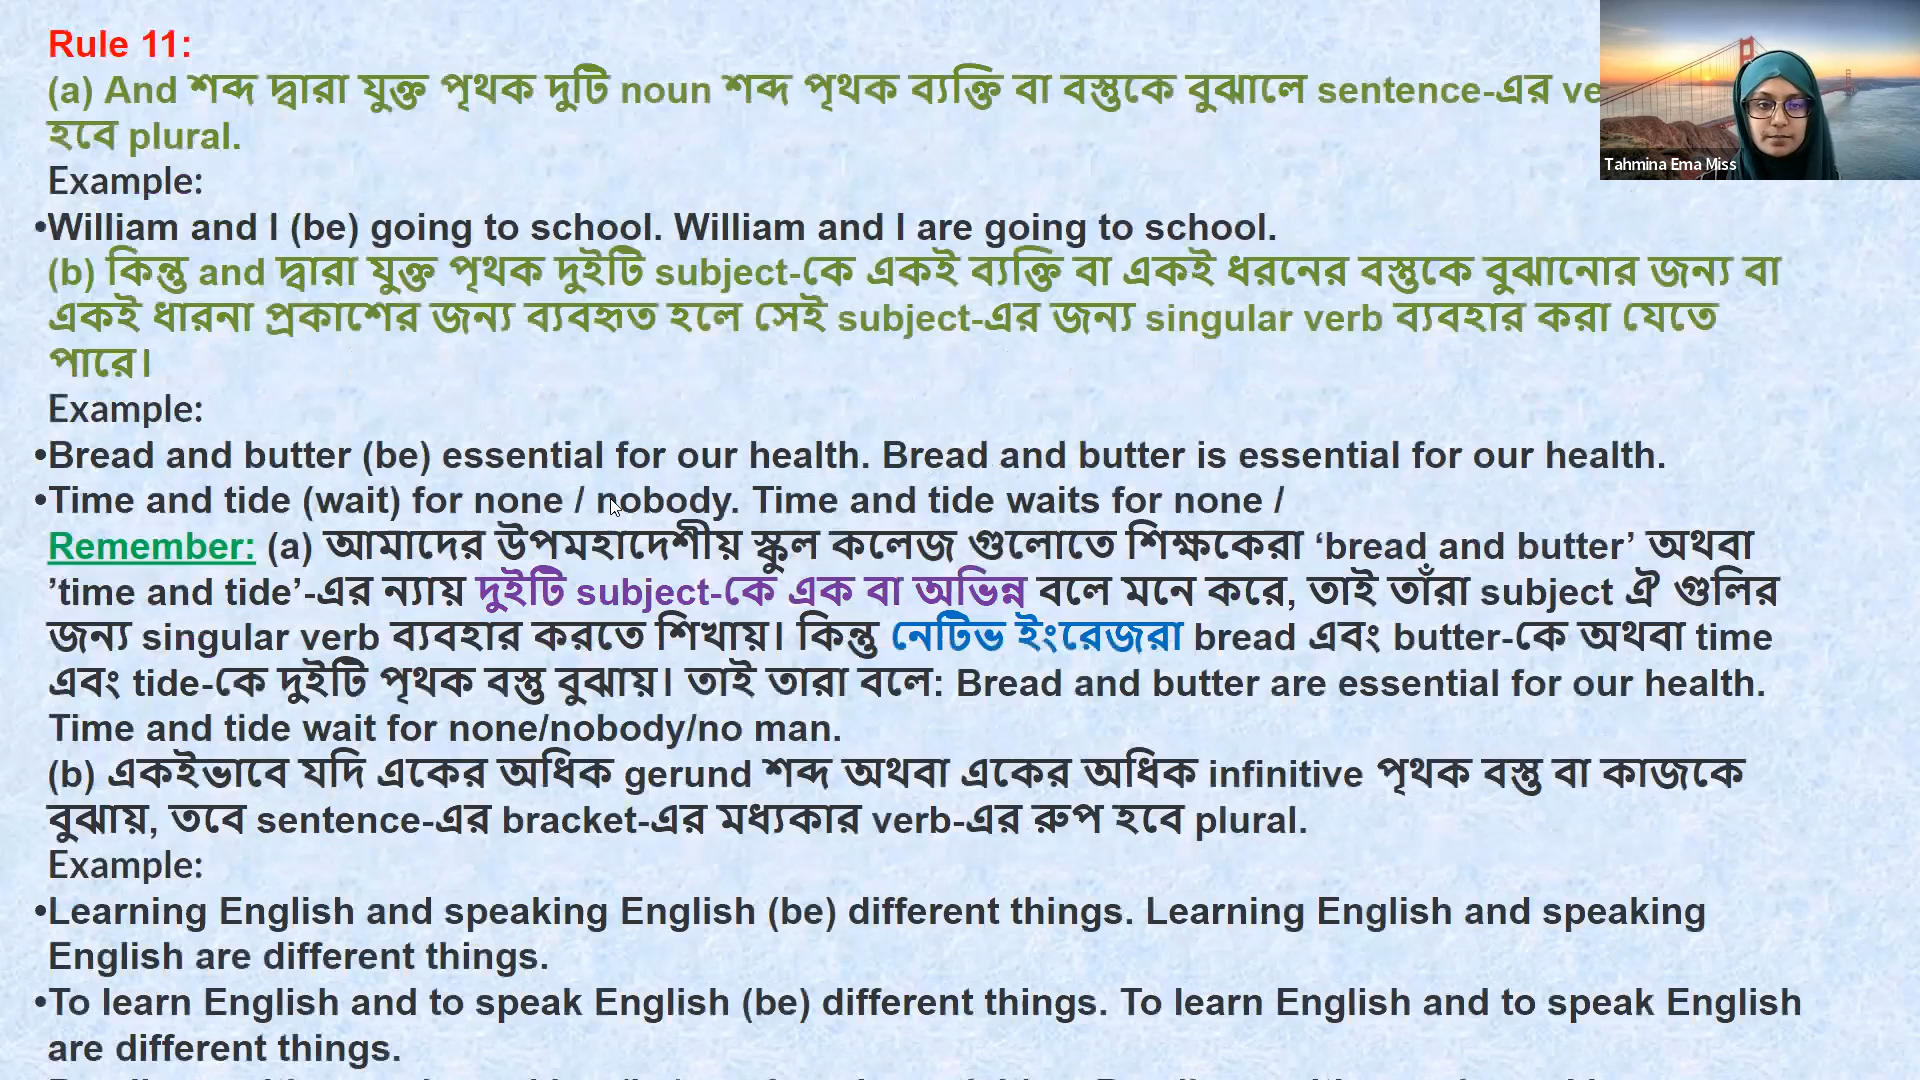 Rule 11:
(a) And শব্দ দ্বারা যুক্ত পৃথক দুটি noun শব্দ পৃথক ব্যক্তি বা বস্তুকে বুঝালে sentence-এর ve
হবে plural.
Tahmina Ema Miss
Example:
•William and I (be) going to school. William and I are going to school.
(b) কিন্তু and দ্বারা যুক্ত পৃথক দুইটি subject-কে একই ব্যক্তি বা একই ধরনের বস্তুকে বুঝানোর জন্য বা
একই ধারনা প্রকাশের জন্য ব্যবহৃত হলে সেই subject-এর জন্য singular verb ব্যবহার করা যেতে
পারে।
Example:
•Bread and butter (be) essential for our health. Bread and butter is essential for our health.
•Time and tide (wait) for none / nobody. Time and tide waits for none /
Remember: (a) আমাদের উপমহাদেশীয় স্কুল কলেজ গুলোতে শিক্ষকেরা ‘bread and butter’ অথবা
’time and tide’-এর ন্যায় দুইটি subject-কে এক বা অভিন্ন বলে মনে করে, তাই তাঁরা subject ঐ গুলির
জন্য singular verb ব্যবহার করতে শিখায়। কিন্তু নেটিভ ইংরেজরা bread এবং butter-কে অথবা time
এবং tide-কে দুইটি পৃথক বস্তু বুঝায়। তাই তারা বলে: Bread and butter are essential for our health.
Time and tide wait for none/nobody/no man.
(b) একইভাবে যদি একের অধিক gerund শব্দ অথবা একের অধিক infinitive পৃথক বস্তু বা কাজকে
বুঝায়, তবে sentence-এর bracket-এর মধ্যকার verb-এর রুপ হবে plural.
Example:
•Learning English and speaking English (be) different things. Learning English and speaking
English are different things.
•To learn English and to speak English (be) different things. To learn English and to speak English
are different things.